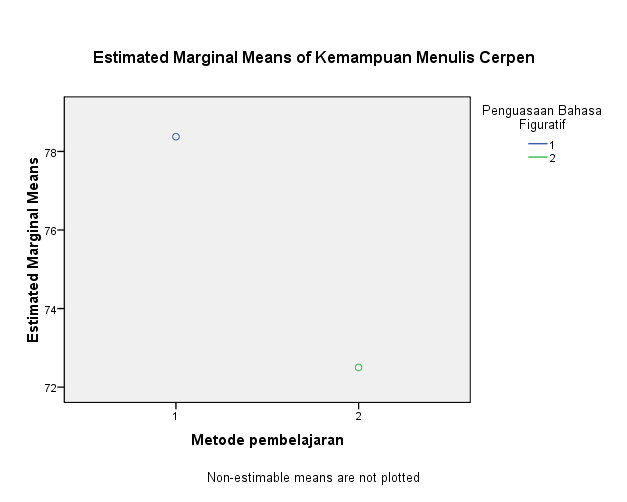 Estimated Marginal Means of Kemampuan Menulis Cerpen
Penguasaan Bahasa
Figuratif
1
2
Estimated Marginal Means
78
76
74
72
1
2
Metode pembelajaran
Non-estimable means are not plotted